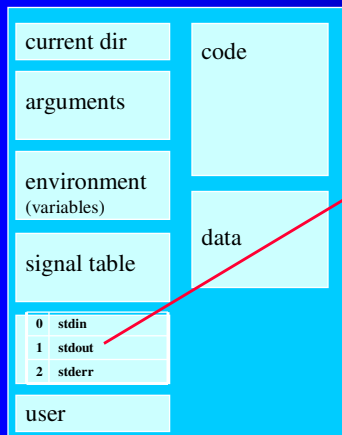 current dir
arguments
environment
(variables)
signal table
0 stdin
1 stdout
2 stderr
user
code
data